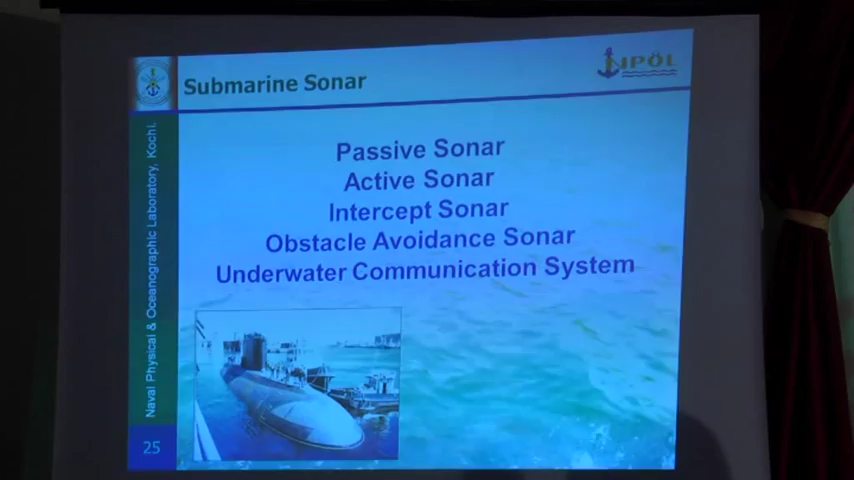 Submarine Sonar
NPOL
Passive Sonar
Active Sonar
Intercept Sonar
Obstacle Avoidance Sonar
Underwater Communication System
Naval Physical & Oceanographic Laboratory, Kochi.
25